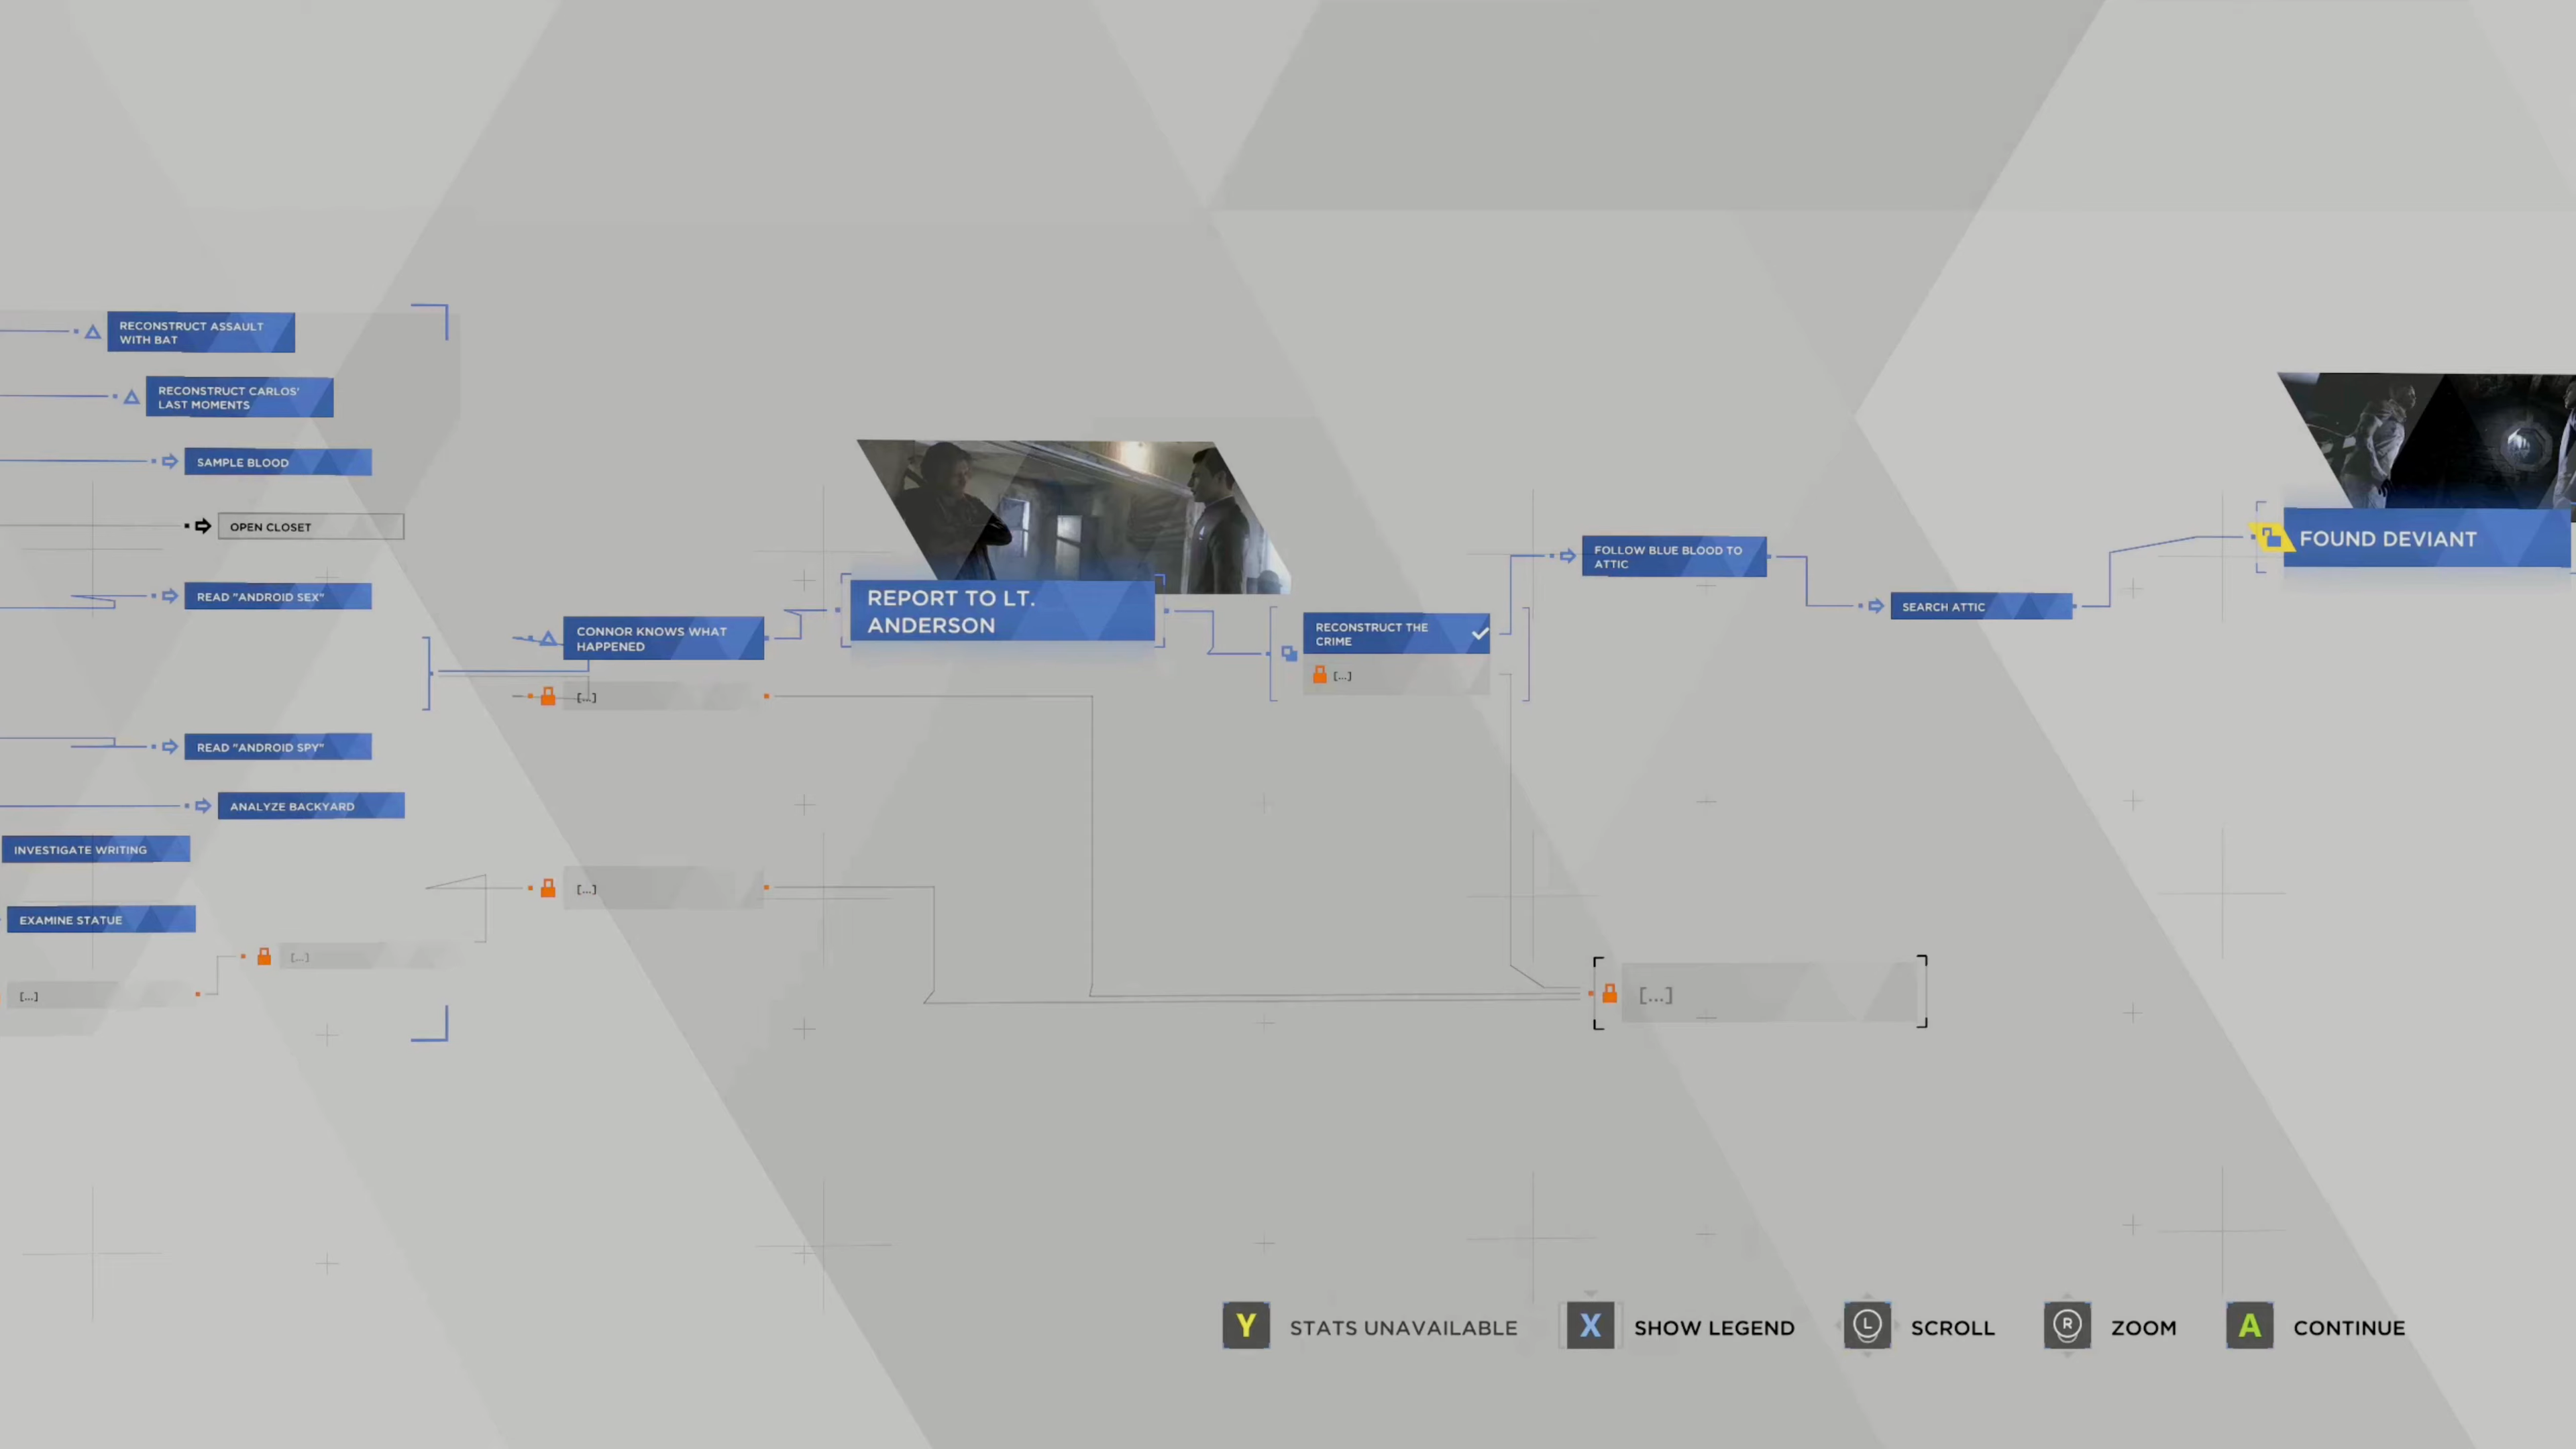 RECONSTRUCT ASSAULT
WITH BAT
RECONSTRUCT CARLOS'
LAST MOMENTS
SAMPLE BLOOD
OPEN CLOSET
READ "ANDROID SEX"
READ "ANDROID SPY"
ANALYZE BACKYARD
INVESTIGATE WRITING
EXAMINE STATUE
[...]
[...]
CONNOR KNOWS WHAT
HAPPENED
[...]
[...]
REPORT TO LT.
ANDERSON
RECONSTRUCT THE
CRIME
[...]
FOLLOW BLUE BLOOD TO
ATTIC
SEARCH ATTIC
FOUND DEVIANT
[...]
Y STATS UNAVAILABLE
X SHOW LEGEND
L SCROLL
R ZOOM
A CONTINUE